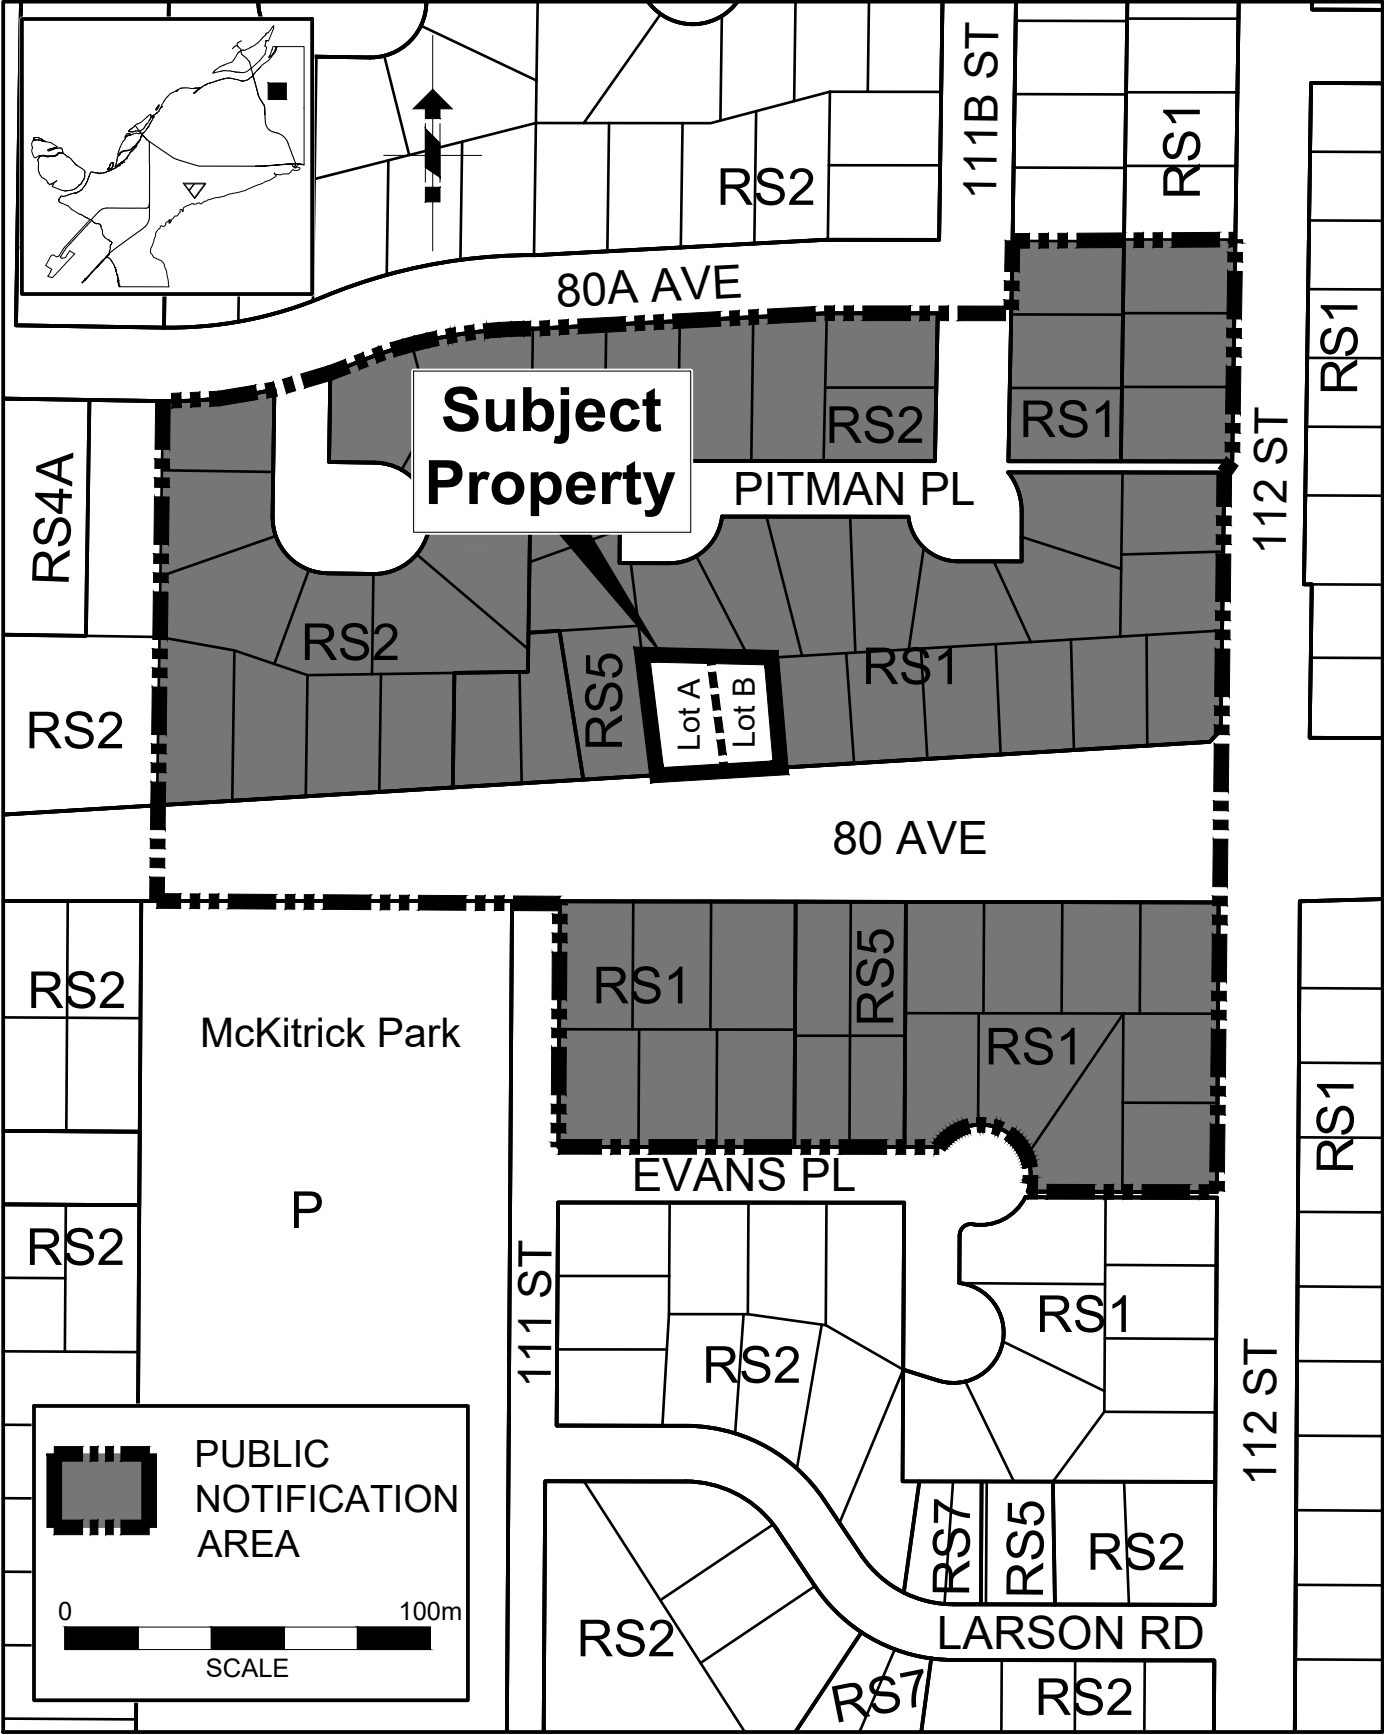 111B ST
RS1
RS2
80A AVE
RS1
Subject
Property
RS2
RS1
RS4A
PITMAN PL
112 ST
RS2
RS5
RS1
Lot A
Lot B
RS2
80 AVE
RS2
RS1
RS5
McKitrick Park
RS1
RS1
EVANS PL
P
RS2
111 ST
RS1
RS2
112 ST
PUBLIC
NOTIFICATION
AREA
RS7
RS5
RS2
0
100m
SCALE
RS2
LARSON RD
RS7
RS2